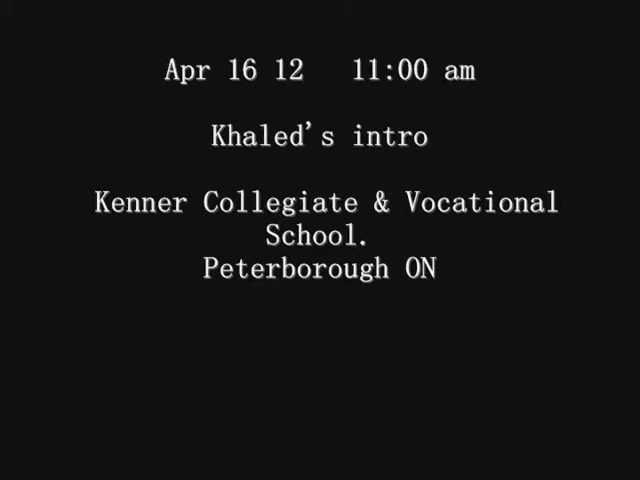 Apr 16 12 11:00 am
Khaled's intro
Kenner Collegiate & Vocational
School.
Peterborough ON